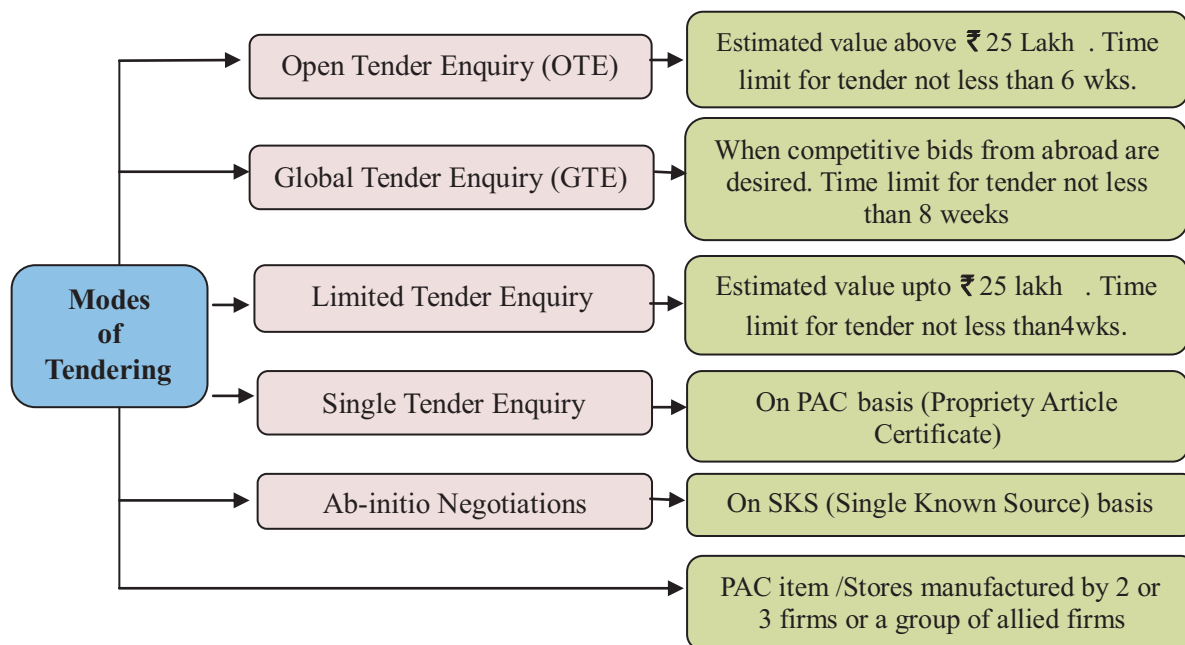 Open Tender Enquiry (OTE)
Estimated value above ₹ 25 Lakh . Time
limit for tender not less than 6 wks.
Global Tender Enquiry (GTE)
When competitive bids from abroad are
desired. Time limit for tender not less
than 8 weeks
Modes
of
Tendering
Limited Tender Enquiry
Estimated value upto ₹ 25 lakh . Time
limit for tender not less than4wks.
Single Tender Enquiry
On PAC basis (Propriety Article
Certificate)
Ab-initio Negotiations
On SKS (Single Known Source) basis
PAC item /Stores manufactured by 2 or
3 firms or a group of allied firms